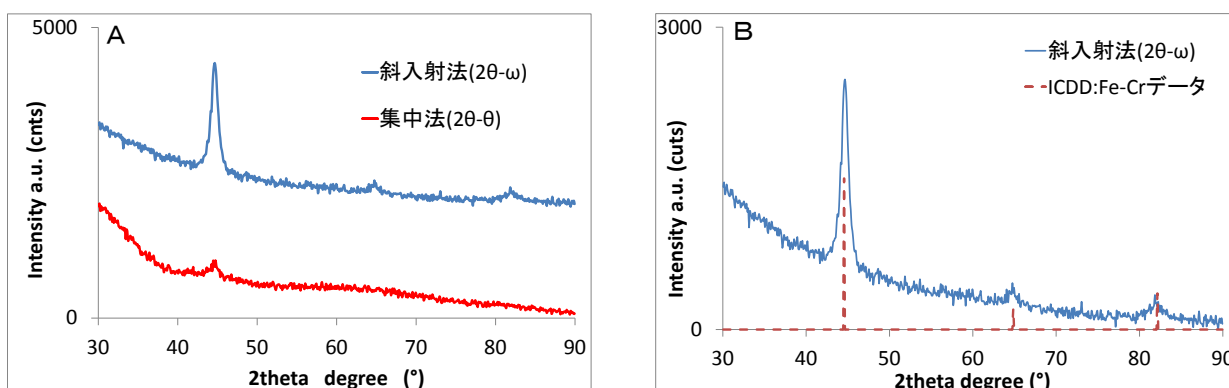 A
5000
0
Intensity a.u. (cnts)
斜入射法(2θ-ω)
集中法(2θ-θ)
30 40 50 60 70 80 90
2theta degree (°)
B
3000
0
Intensity a.u. (cuts)
斜入射法(2θ-ω)
ICDD:Fe-Crデータ
30 40 50 60 70 80 90
2theta degree (°)